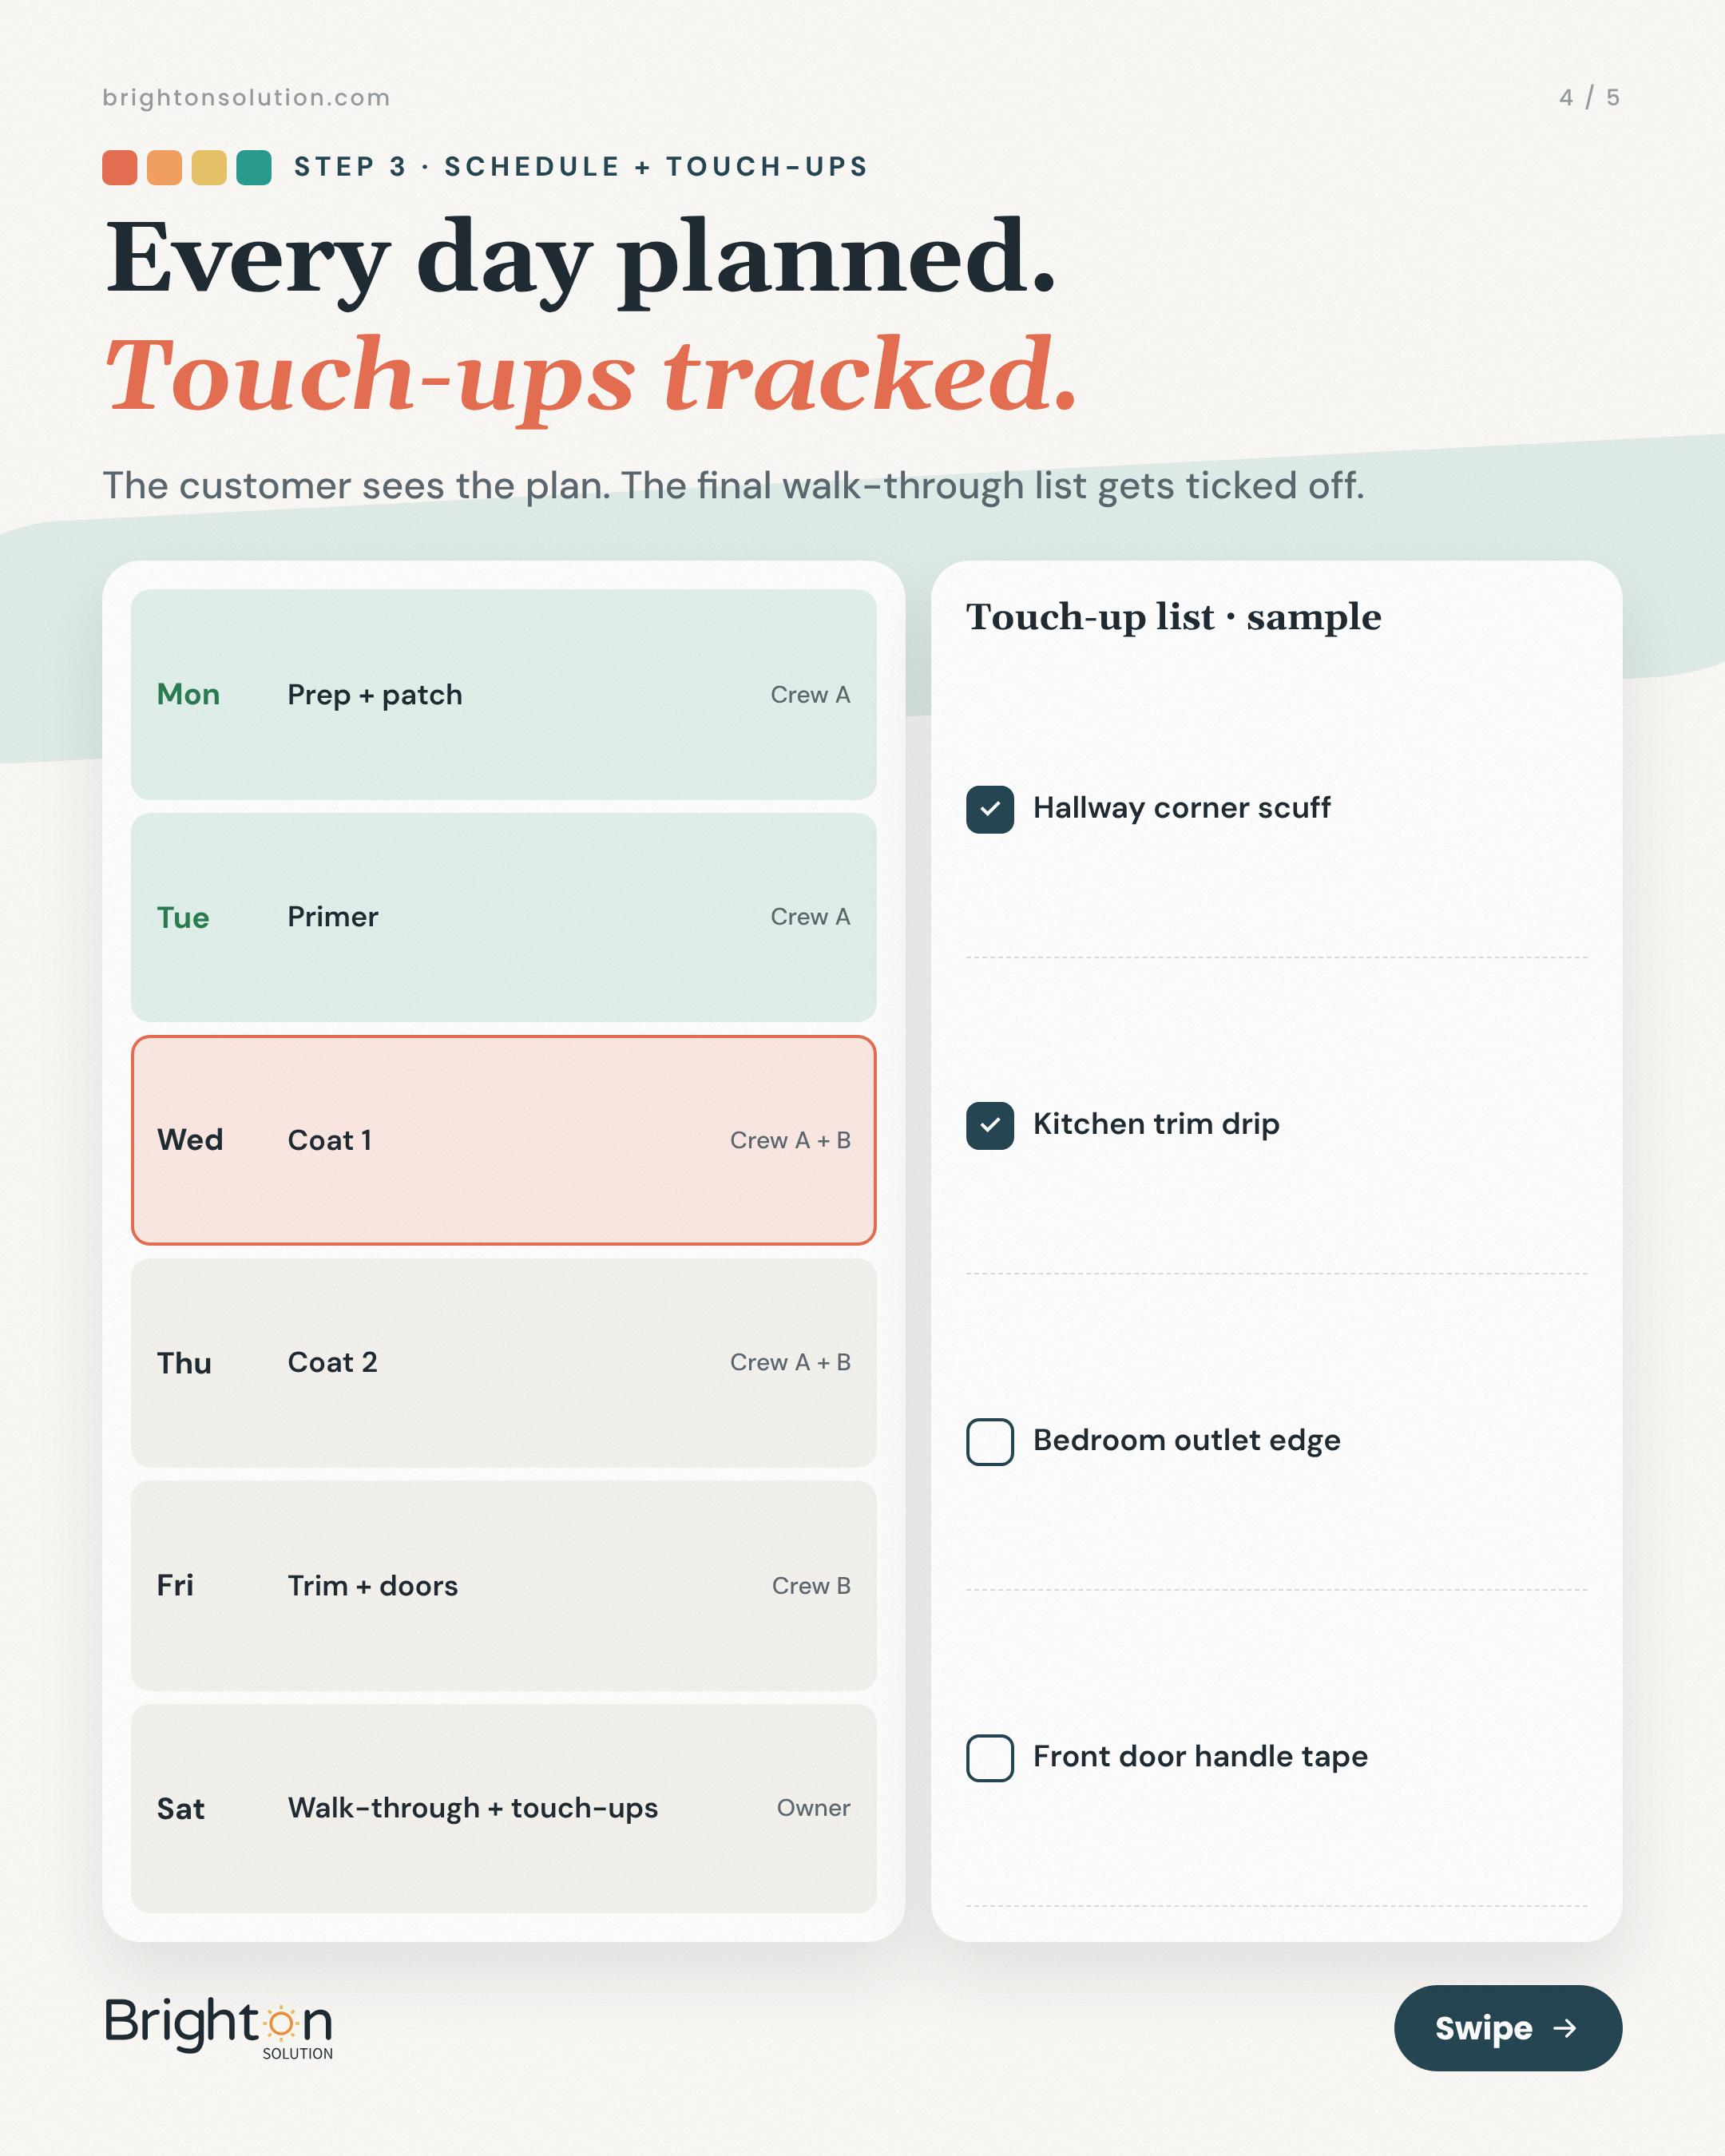 brightonsolution.com
4 / 5
STEP 3 · SCHEDULE + TOUCH-UPS
Every day planned.
Touch-ups tracked.
The customer sees the plan. The final walk-through list gets ticked off.
Mon Prep + patch Crew A
Tue Primer Crew A
Wed Coat 1 Crew A + B
Thu Coat 2 Crew A + B
Fri Trim + doors Crew B
Sat Walk-through + touch-ups Owner
Touch-up list · sample
Hallway corner scuff
Kitchen trim drip
Bedroom outlet edge
Front door handle tape
Brighton
SOLUTION
Swipe →